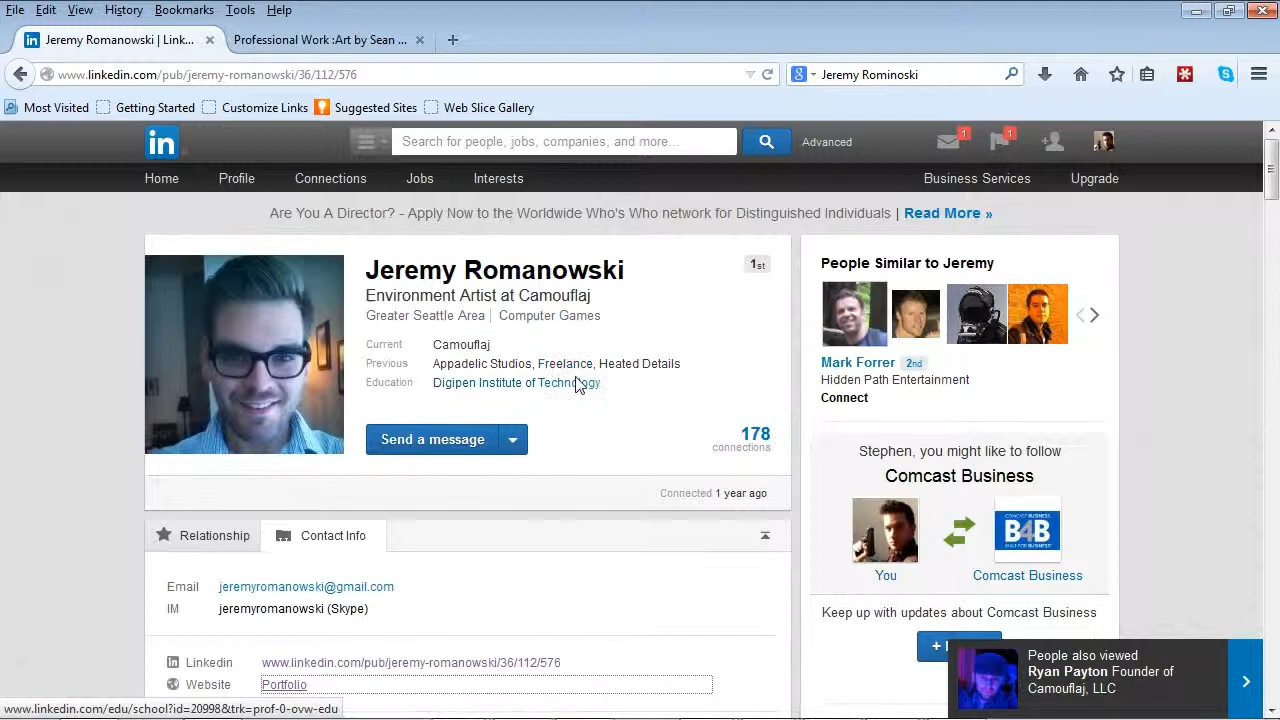 File Edit View History Bookmarks Tools Help
Jeremy Romanowski | Link... Professional Work :Art by Sean ...
www.linkedin.com/pub/jeremy-romanowski/36/112/576 Jeremy Rominoski
Most Visited Getting Started Customize Links Suggested Sites Web Slice Gallery
in Search for people, jobs, companies, and more... Advanced 1 1
Home Profile Connections Jobs Interests Business Services Upgrade
Are You A Director? - Apply Now to the Worldwide Who's Who network for Distinguished Individuals | Read More »
Jeremy Romanowski 1st
Environment Artist at Camouflaj
Greater Seattle Area | Computer Games
Current Camouflaj
Previous Appadelic Studios, Freelance, Heated Details
Education Digipen Institute of Technology
Send a message
178
connections
Connected 1 year ago
Relationship
Email jeremyromanowski@gmail.com
IM jeremyromanowski (Skype)
Linkedin www.linkedin.com/pub/jeremy-romanowski/36/112/576
Website Portfolio
People Similar to Jeremy
Mark Forrer 2nd
Hidden Path Entertainment
Connect
Stephen, you might like to follow
Comcast Business
COMCAST BUSINESS
B4B
BUILT FOR BUSINESS
You Comcast Business
Keep up with updates about Comcast Business
+
People also viewed
Ryan Payton Founder of
Camouflaj, LLC
www.linkedin.com/edu/school?id=20998&trk=prof-0-ovw-edu